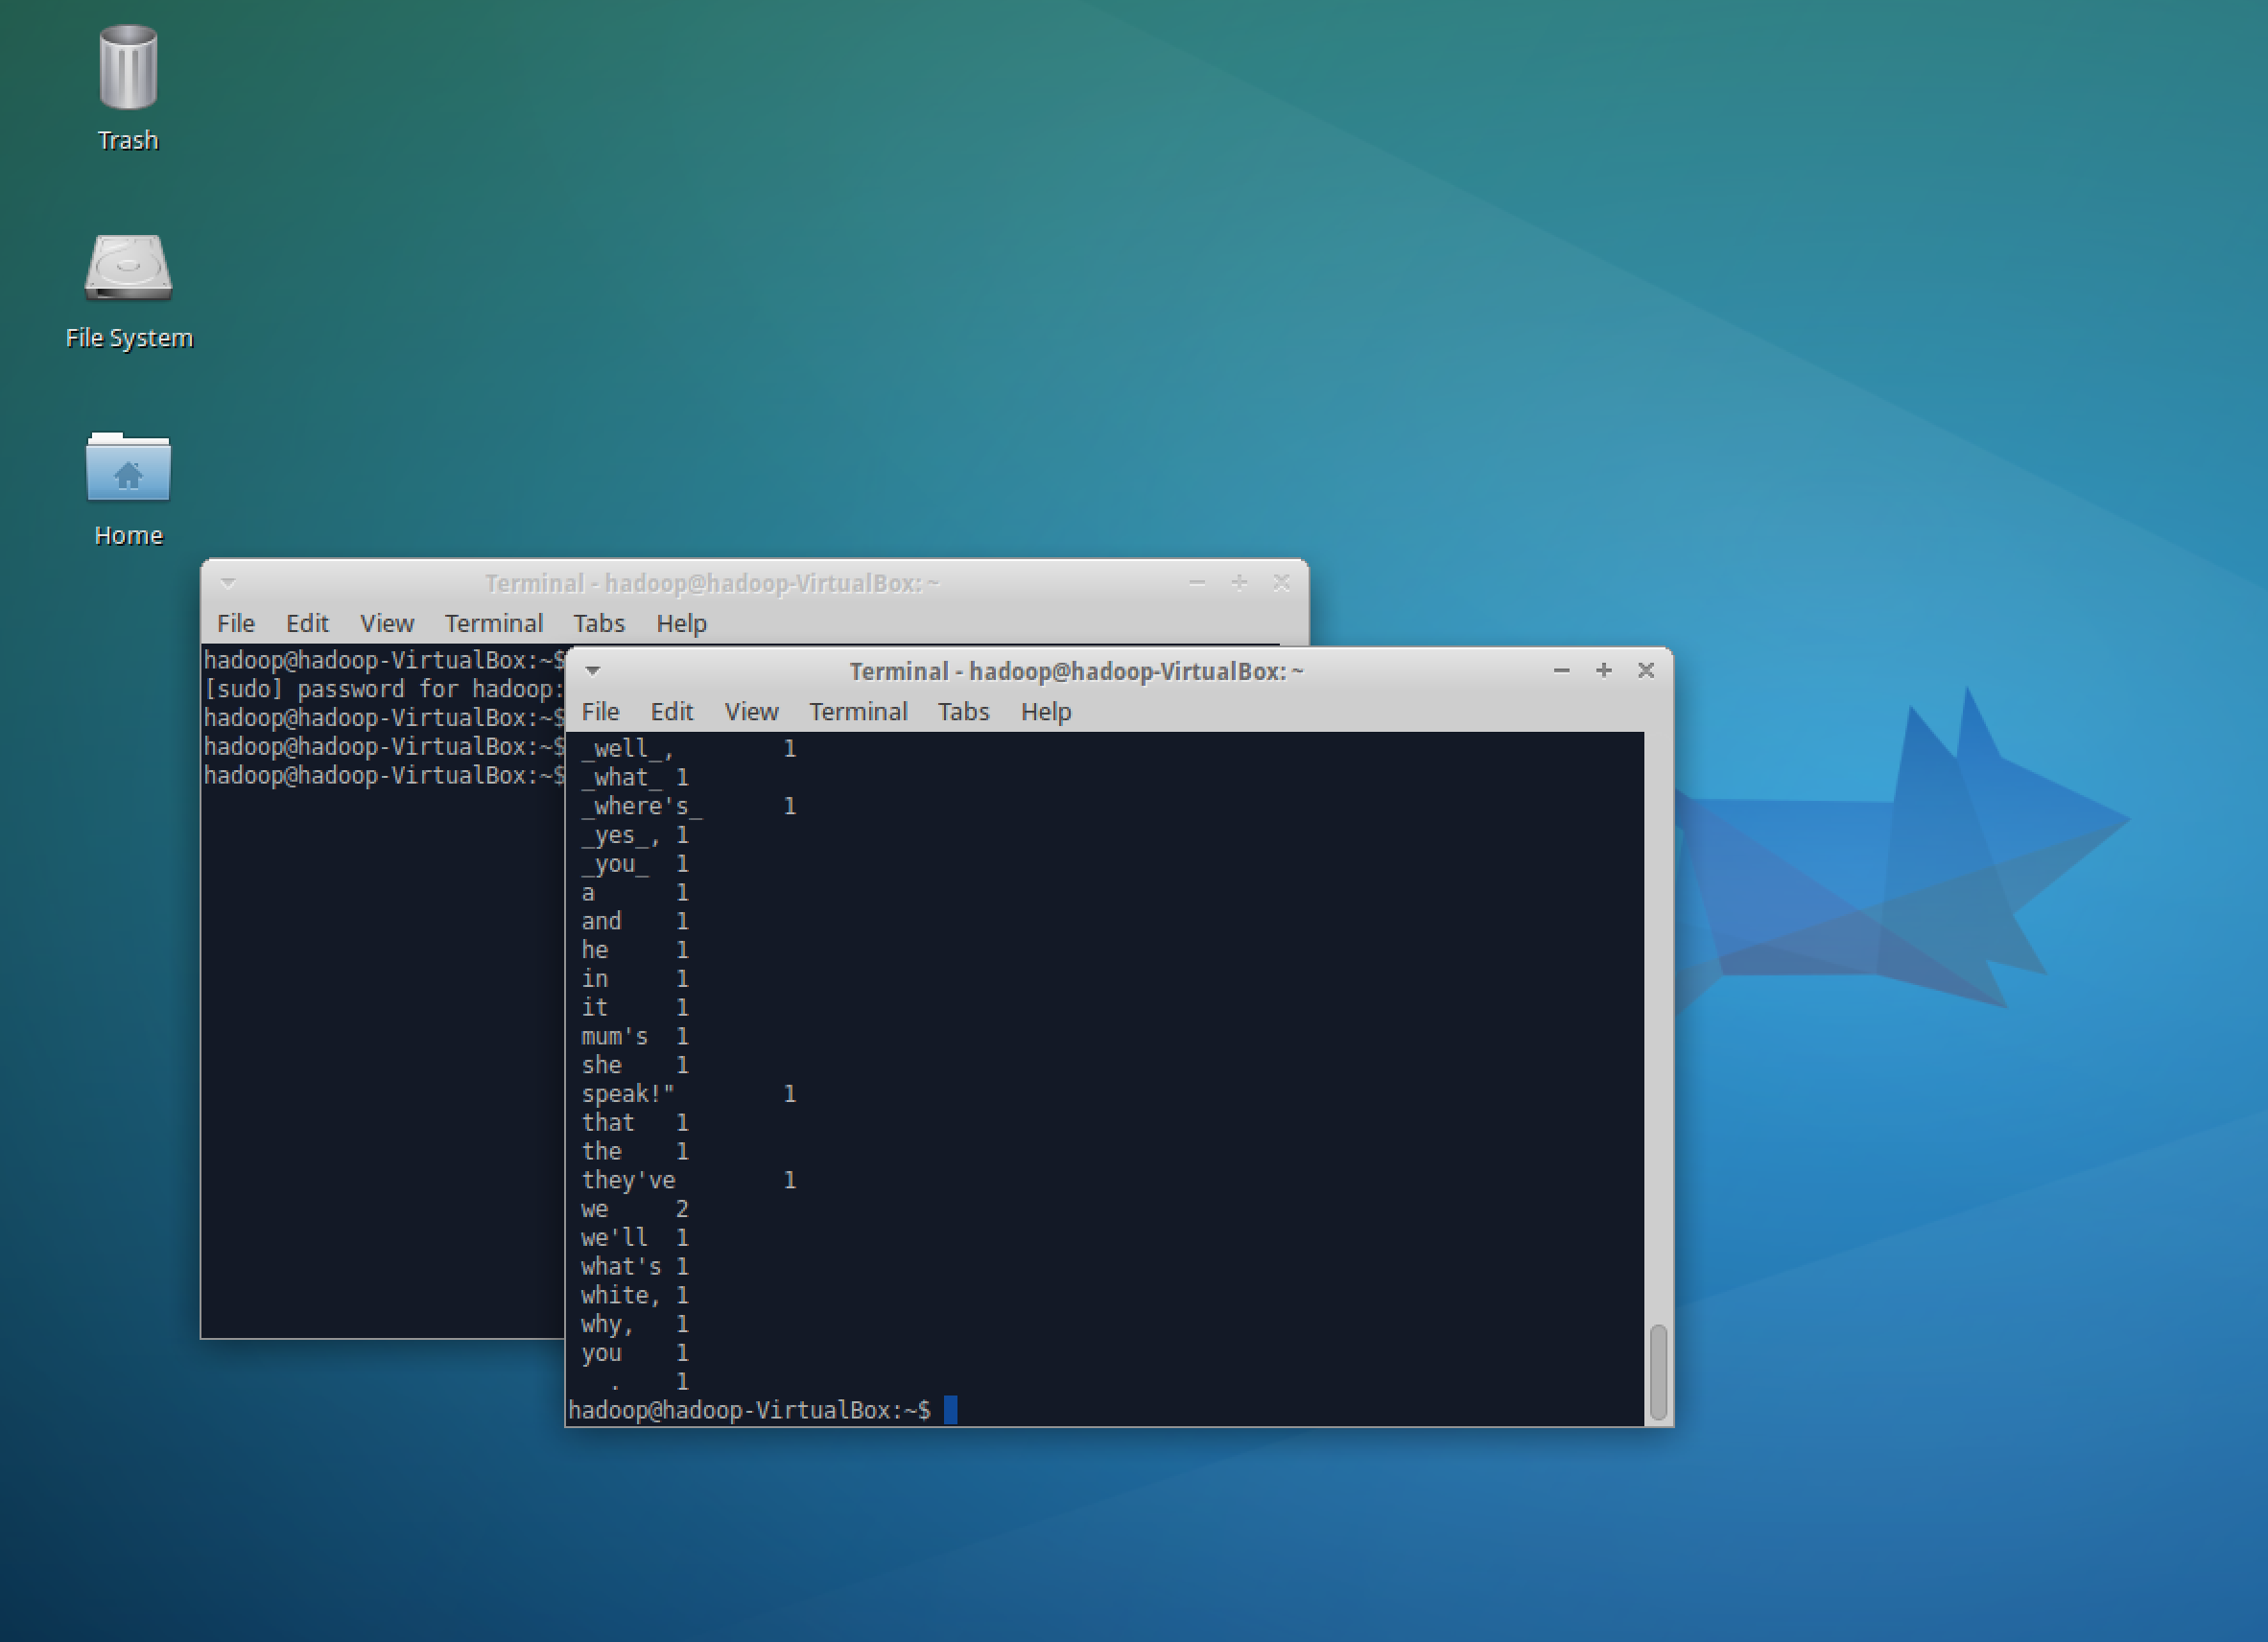 Trash
File System
Home
Terminal - hadoop@hadoop-VirtualBox: ~
File Edit View Terminal Tabs Help
hadoop@hadoop-VirtualBox:~$
[sudo] password for hadoop:
hadoop@hadoop-VirtualBox:~$
hadoop@hadoop-VirtualBox:~$
hadoop@hadoop-VirtualBox:~$
Terminal - hadoop@hadoop-VirtualBox: ~
File Edit View Terminal Tabs Help
_well_, 1
_what_ 1
_where's_ 1
_yes_, 1
_you_ 1
a 1
and 1
he 1
in 1
it 1
mum's 1
she 1
speak!" 1
that 1
the 1
they've 1
we 2
we'll 1
what's 1
white, 1
why, 1
you 1
. 1
hadoop@hadoop-VirtualBox:~$